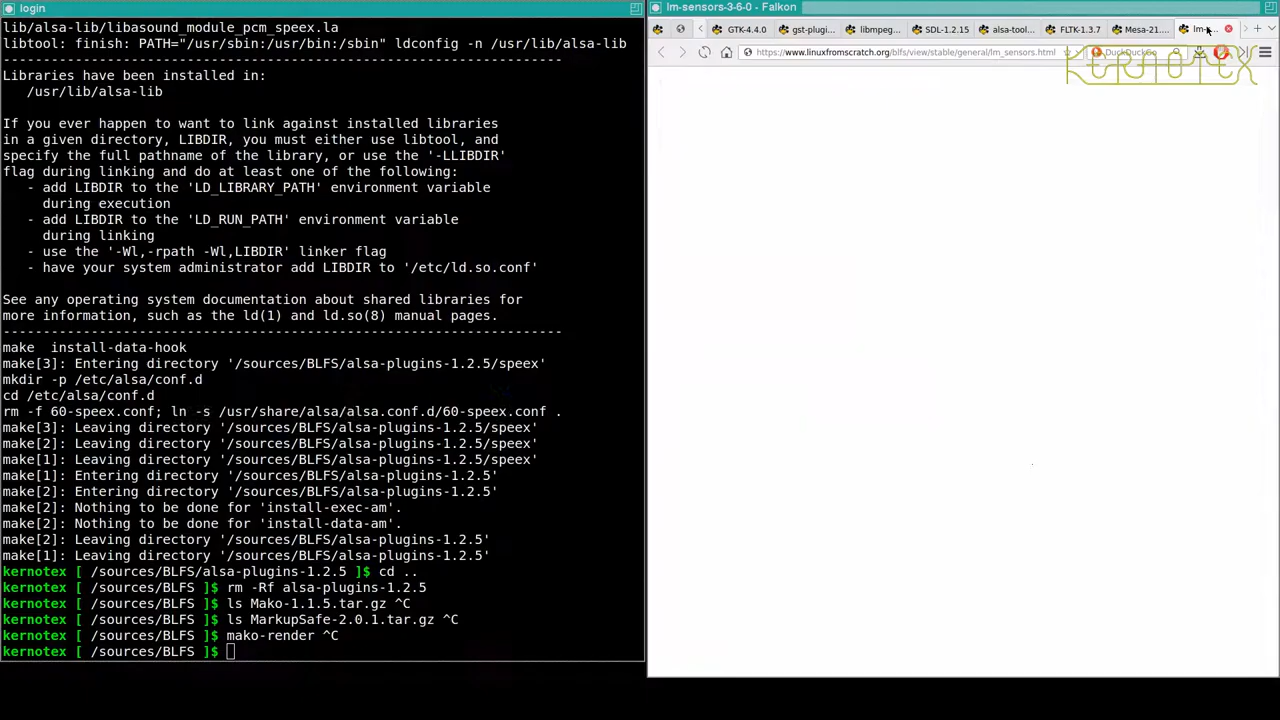 login
lib/alsa-lib/libasound_module_pcm_speex.la
libtool: finish: PATH="/usr/sbin:/usr/bin:/sbin" ldconfig -n /usr/lib/alsa-lib
----------------------------------------------------------------------
Libraries have been installed in:
/usr/lib/alsa-lib
If you ever happen to want to link against installed libraries
in a given directory, LIBDIR, you must either use libtool, and
specify the full pathname of the library, or use the '-LLIBDIR'
flag during linking and do at least one of the following:
- add LIBDIR to the 'LD_LIBRARY_PATH' environment variable
during execution
- add LIBDIR to the 'LD_RUN_PATH' environment variable
during linking
- use the '-Wl,-rpath -Wl,LIBDIR' linker flag
- have your system administrator add LIBDIR to '/etc/ld.so.conf'
See any operating system documentation about shared libraries for
more information, such as the ld(1) and ld.so(8) manual pages.
----------------------------------------------------------------------
make  install-data-hook
make[3]: Entering directory '/sources/BLFS/alsa-plugins-1.2.5/speex'
mkdir -p /etc/alsa/conf.d
cd /etc/alsa/conf.d
rm -f 60-speex.conf; ln -s /usr/share/alsa/alsa.conf.d/60-speex.conf .
make[3]: Leaving directory '/sources/BLFS/alsa-plugins-1.2.5/speex'
make[2]: Leaving directory '/sources/BLFS/alsa-plugins-1.2.5/speex'
make[1]: Leaving directory '/sources/BLFS/alsa-plugins-1.2.5/speex'
make[1]: Entering directory '/sources/BLFS/alsa-plugins-1.2.5'
make[2]: Entering directory '/sources/BLFS/alsa-plugins-1.2.5'
make[2]: Nothing to be done for 'install-exec-am'.
make[2]: Nothing to be done for 'install-data-am'.
make[2]: Leaving directory '/sources/BLFS/alsa-plugins-1.2.5'
make[1]: Leaving directory '/sources/BLFS/alsa-plugins-1.2.5'
kernotex [ /sources/BLFS/alsa-plugins-1.2.5 ]$ cd ..
kernotex [ /sources/BLFS ]$ rm -Rf alsa-plugins-1.2.5
kernotex [ /sources/BLFS ]$ ls Mako-1.1.5.tar.gz ^C
kernotex [ /sources/BLFS ]$ ls MarkupSafe-2.0.1.tar.gz ^C
kernotex [ /sources/BLFS ]$ mako-render ^C
kernotex [ /sources/BLFS ]$
lm-sensors-3-6-0 - Falkon
GTK-4.4.0 gst-plugi... libmpeg... SDL-1.2.15 alsa-tool... FLTK-1.3.7 Mesa-21....
https://www.linuxfromscratch.org/blfs/view/stable/general/lm_sensors.html DuckDuckGo
KERNOTEX